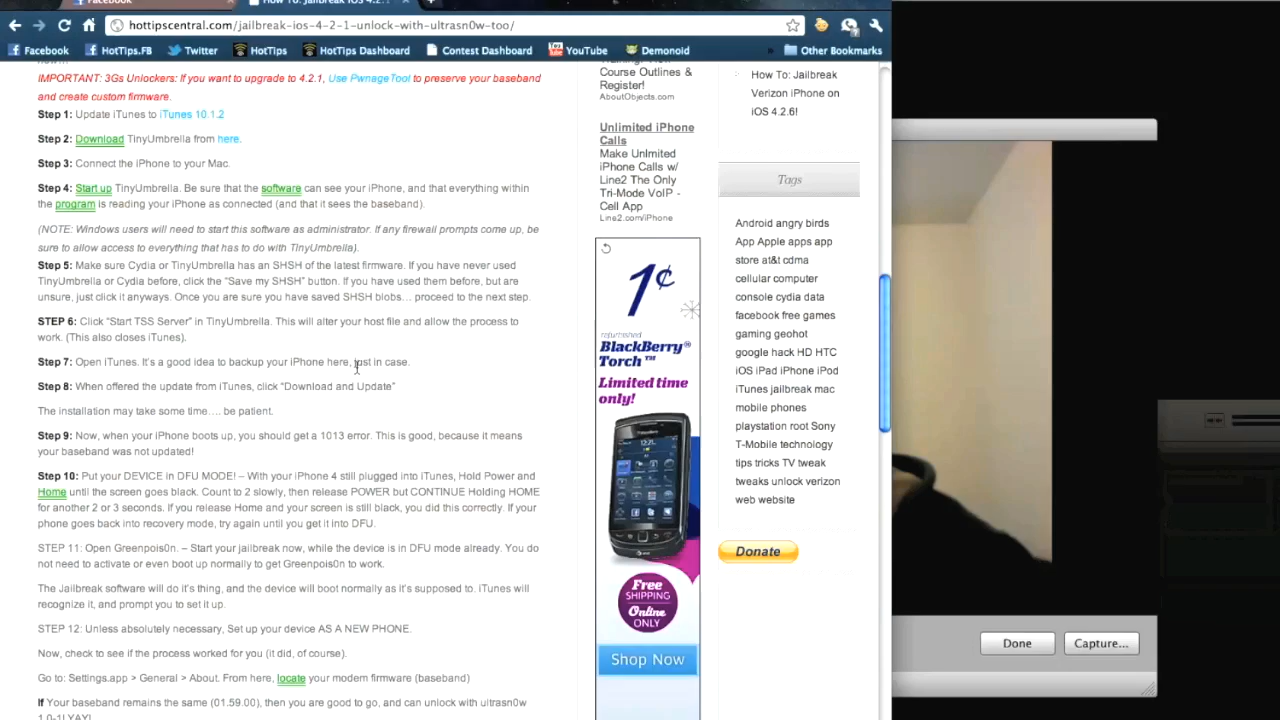 Facebook
How To: Jailbreak iOS 4.2.1
hottipscentral.com/jailbreak-ios-4-2-1-unlock-with-ultrasn0w-too/
Facebook HotTips.FB Twitter HotTips HotTips Dashboard Contest Dashboard YouTube Demonoid » Other Bookmarks
IMPORTANT: 3Gs Unlockers: If you want to upgrade to 4.2.1, Use PwnageTool to preserve your baseband
and create custom firmware.
Step 1: Update iTunes to iTunes 10.1.2
Step 2: Download TinyUmbrella from here.
Step 3: Connect the iPhone to your Mac.
Step 4: Start up TinyUmbrella. Be sure that the software can see your iPhone, and that everything within
the program is reading your iPhone as connected (and that it sees the baseband).
(NOTE: Windows users will need to start this software as administrator. If any firewall prompts come up, be
sure to allow access to everything that has to do with TInyUmbrella).
Step 5: Make sure Cydia or TinyUmbrella has an SHSH of the latest firmware. If you have never used
TinyUmbrella or Cydia before, click the “Save my SHSH” button. If you have used them before, but are
unsure, just click it anyways. Once you are sure you have saved SHSH blobs… proceed to the next step.
STEP 6: Click “Start TSS Server” in TinyUmbrella. This will alter your host file and allow the process to
work. (This also closes iTunes).
Step 7: Open iTunes. It’s a good idea to backup your iPhone here, just in case.
Step 8: When offered the update from iTunes, click “Download and Update”
The installation may take some time…. be patient.
Step 9: Now, when your iPhone boots up, you should get a 1013 error. This is good, because it means
your baseband was not updated!
Step 10: Put your DEVICE in DFU MODE! – With your iPhone 4 still plugged into iTunes, Hold Power and
Home until the screen goes black. Count to 2 slowly, then release POWER but CONTINUE Holding HOME
for another 2 or 3 seconds. If you release Home and your screen is still black, you did this correctly. If your
phone goes back into recovery mode, try again until you get it into DFU.
STEP 11: Open Greenpois0n. – Start your jailbreak now, while the device is in DFU mode already. You do
not need to activate or even boot up normally to get Greenpois0n to work.
The Jailbreak software will do it’s thing, and the device will boot normally as it’s supposed to. iTunes will
recognize it, and prompt you to set it up.
STEP 12: Unless absolutely necessary, Set up your device AS A NEW PHONE.
Now, check to see if the process worked for you (it did, of course).
Go to: Settings.app > General > About. From here, locate your modem firmware (baseband)
If Your baseband remains the same (01.59.00), then you are good to go, and can unlock with ultrasn0w
1.0-1! YAY!
Course Outlines &
Register!
AboutObjects.com
Unlimited iPhone
Calls
Make Unlmited
iPhone Calls w/
Line2 The Only
Tri-Mode VoIP -
Cell App
Line2.com/iPhone
1¢
refurbished
BlackBerry®
Torch™
Limited time
only!
Free
SHIPPING
Online
ONLY
Shop Now
How To: Jailbreak
Verizon iPhone on
iOS 4.2.6!
Tags
Android angry birds
App Apple apps app
store at&t cdma
cellular computer
console cydia data
facebook free games
gaming geohot
google hack HD HTC
iOS iPad iPhone iPod
iTunes jailbreak mac
mobile phones
playstation root Sony
T-Mobile technology
tips tricks TV tweak
tweaks unlock verizon
web website
Donate
Done Capture...